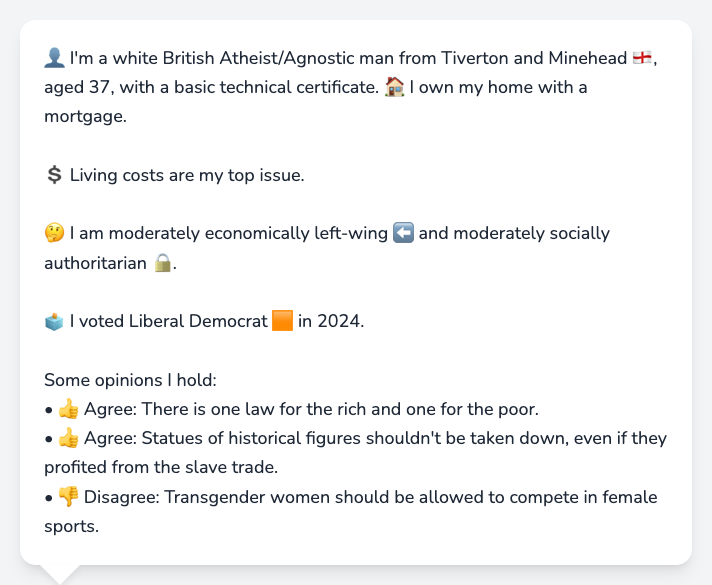 👤 I'm a white British Atheist/Agnostic man from Tiverton and Minehead 🏴󠁧󠁢󠁥󠁮󠁧󠁿,
aged 37, with a basic technical certificate. 🏠 I own my home with a
mortgage.
💲 Living costs are my top issue.
🤔 I am moderately economically left-wing ⬅️ and moderately socially
authoritarian 🔒.
🗳️ I voted Liberal Democrat 🟧 in 2024.
Some opinions I hold:
• 👍 Agree: There is one law for the rich and one for the poor.
• 👍 Agree: Statues of historical figures shouldn't be taken down, even if they
profited from the slave trade.
• 👎 Disagree: Transgender women should be allowed to compete in female
sports.